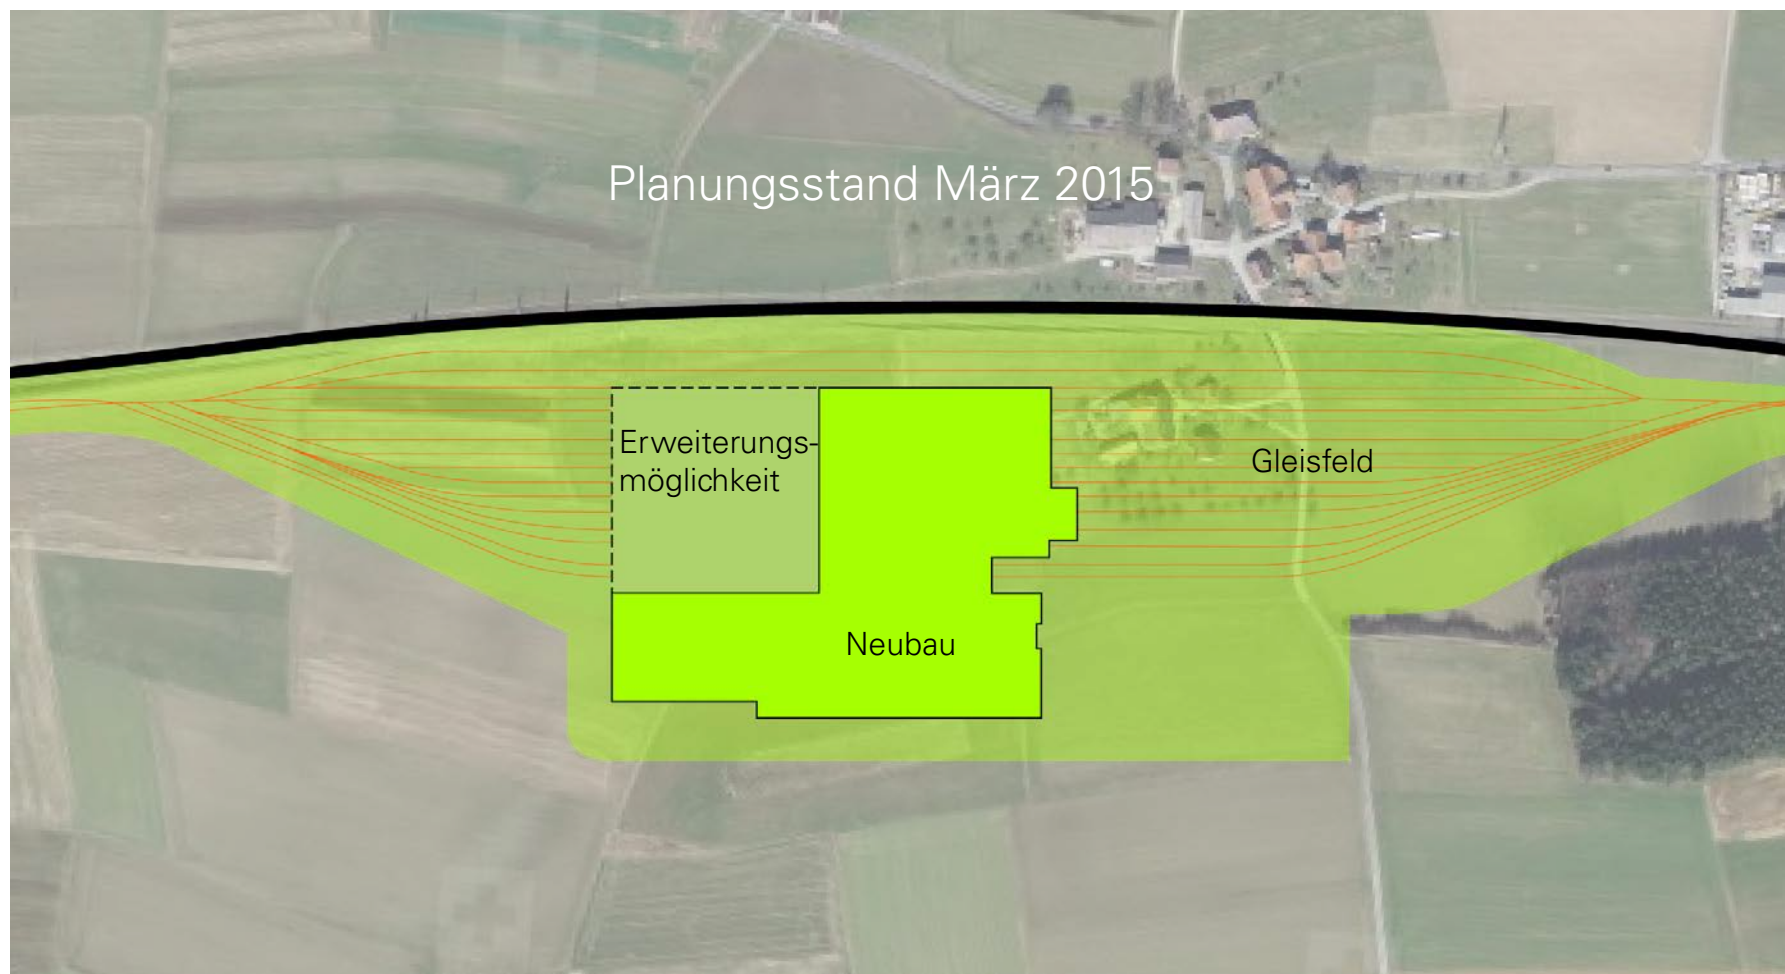 Planungsstand März 2015
Erweiterungs-
möglichkeit
Gleisfeld
Neubau